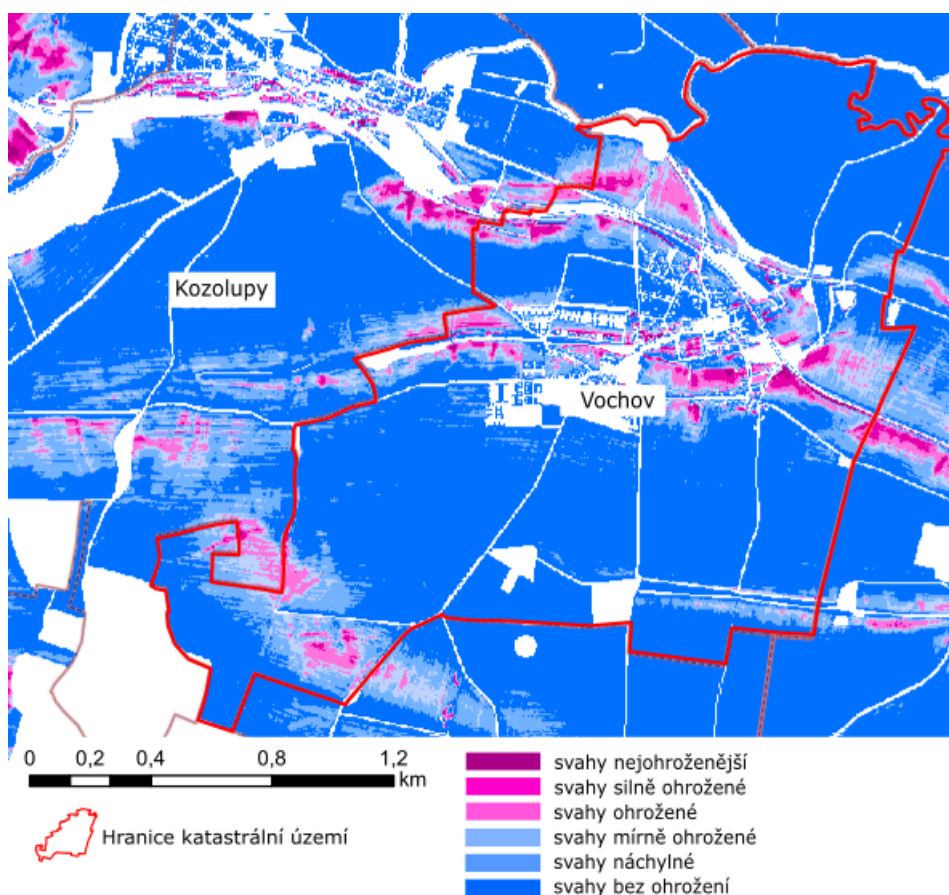 Kozolupy
Vochov
0 0,2 0,4 0,8 1,2
km
Hranice katastrální území
svahy nejohroženější
svahy silně ohrožené
svahy ohrožené
svahy mírně ohrožené
svahy náchylné
svahy bez ohrožení